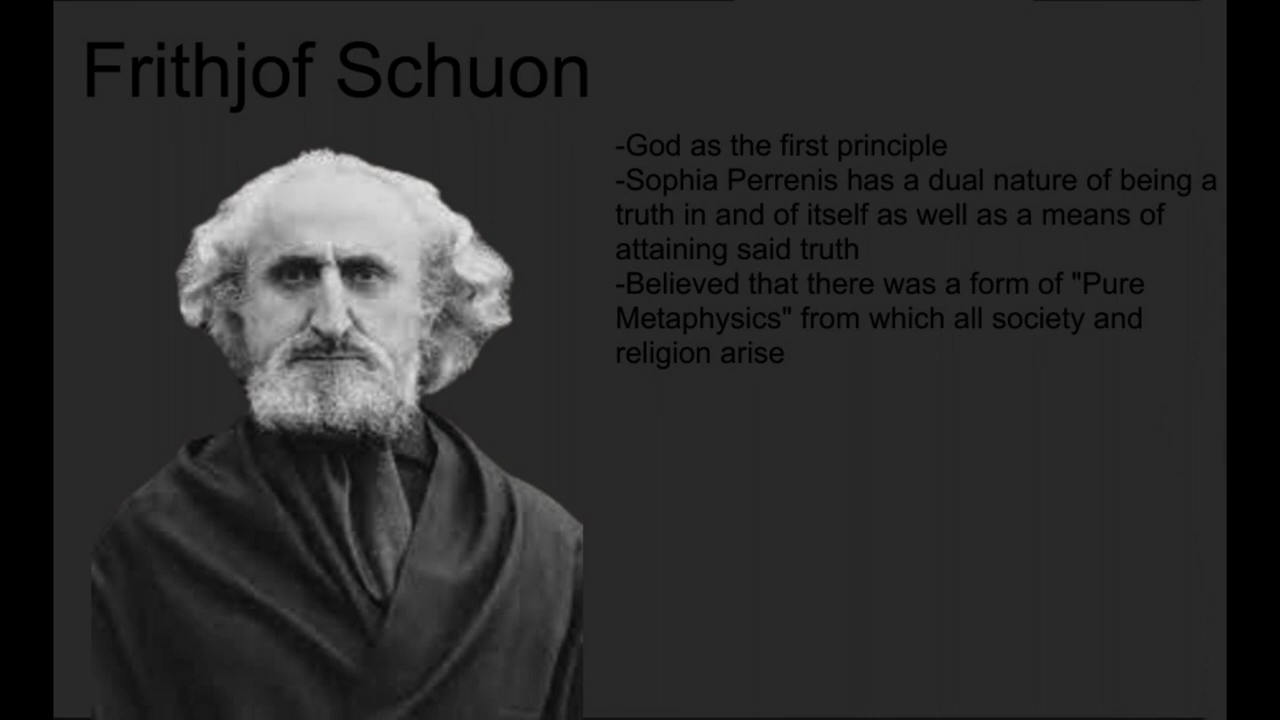 Frithjof Schuon
-God as the first principle
-Sophia Perrenis has a dual nature of being a
truth in and of itself as well as a means of
attaining said truth
-Believed that there was a form of "Pure
Metaphysics" from which all society and
religion arise